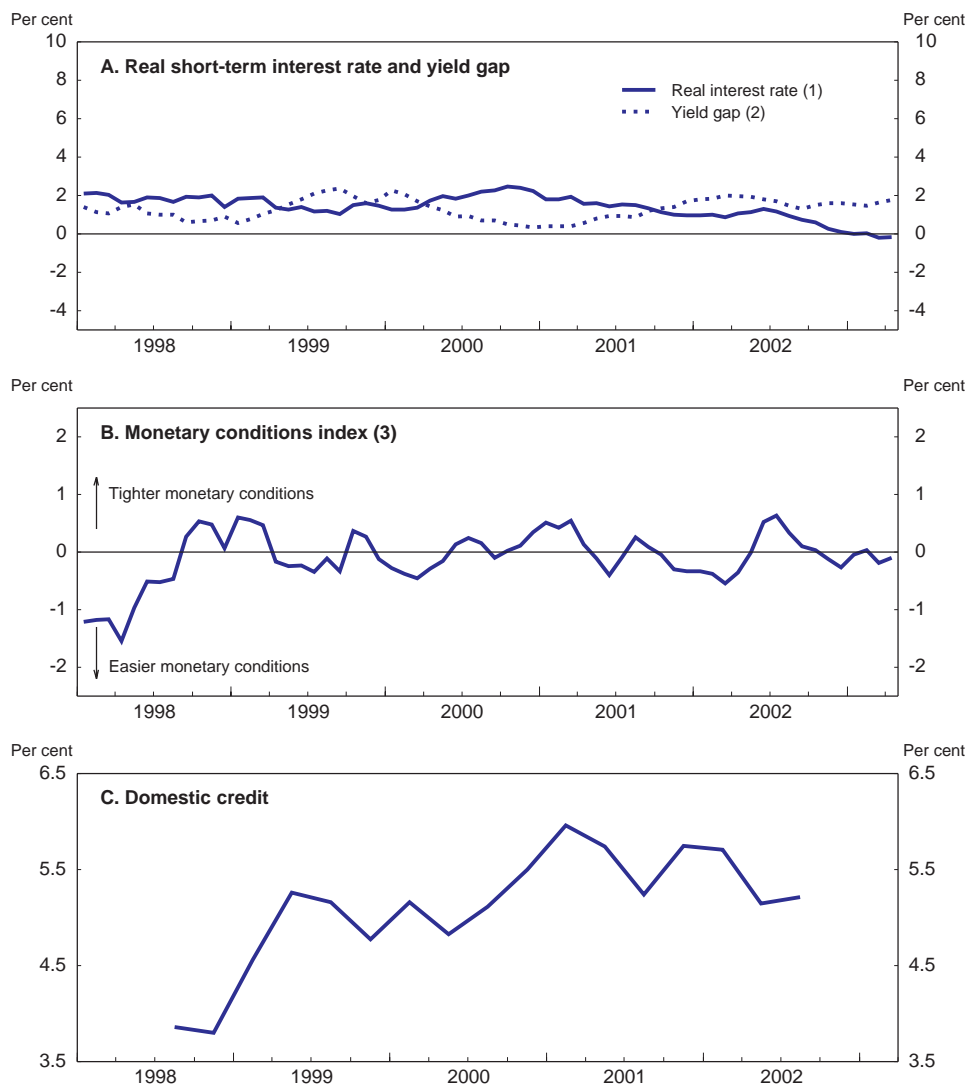 Per cent Per cent
10 10
A. Real short-term interest rate and yield gap
8 8
Real interest rate (1)
Yield gap (2)
6 6
4 4
2 2
0 0
-2 -2
-4 -4
1998 1999 2000 2001 2002
Per cent Per cent
2 2
B. Monetary conditions index (3)
1 1
Tighter monetary conditions
0 0
-1 -1
Easier monetary conditions
-2 -2
1998 1999 2000 2001 2002
Per cent Per cent
6.5 6.5
C. Domestic credit
5.5 5.5
4.5 4.5
3.5 3.5
1998 1999 2000 2001 2002